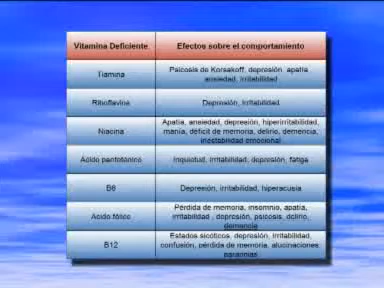 Vitamina Deficiente
Efectos sobre el comportamiento
Tiamina
Psicosis de Korsakoff, depresión, apatía
ansiedad, irritabilidad
Riboflavina
Depresión, Irritabilidad
Niacina
Apatía, ansiedad, depresión, hiperirritabilidad,
manía, déficit de memoria, delirio, demencia,
inestabilidad emocional
Ácido pantoténico
Inquietud, irritabilidad, depresión, fatiga
B6
Depresión, irritabilidad, hiperacusia
Acido fólico
Pérdida de memoria, insomnio, apatía,
irritabilidad , depresión, psicosis, delirio,
demencia
B12
Estados sicóticos, depresión, irritabilidad,
confusión, pérdida de memoria, alucinaciones
paranoias